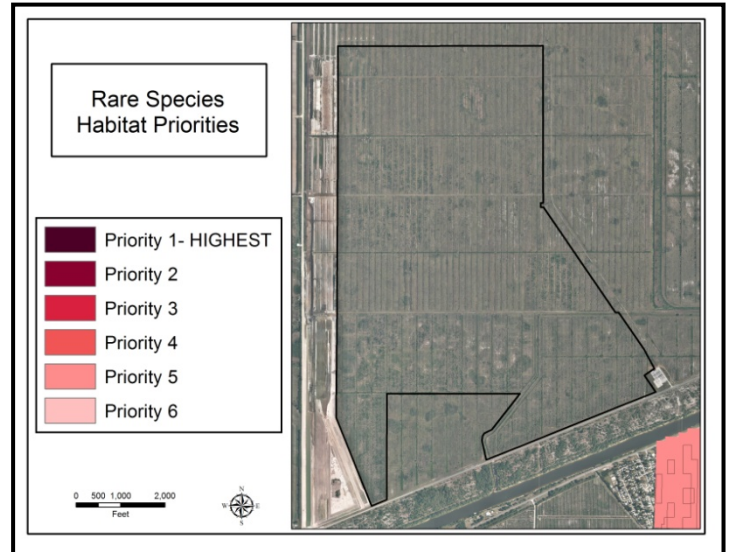 Rare Species
Habitat Priorities
Priority 1- HIGHEST
Priority 2
Priority 3
Priority 4
Priority 5
Priority 6
0 500 1,000 2,000
Feet
N
W E
S